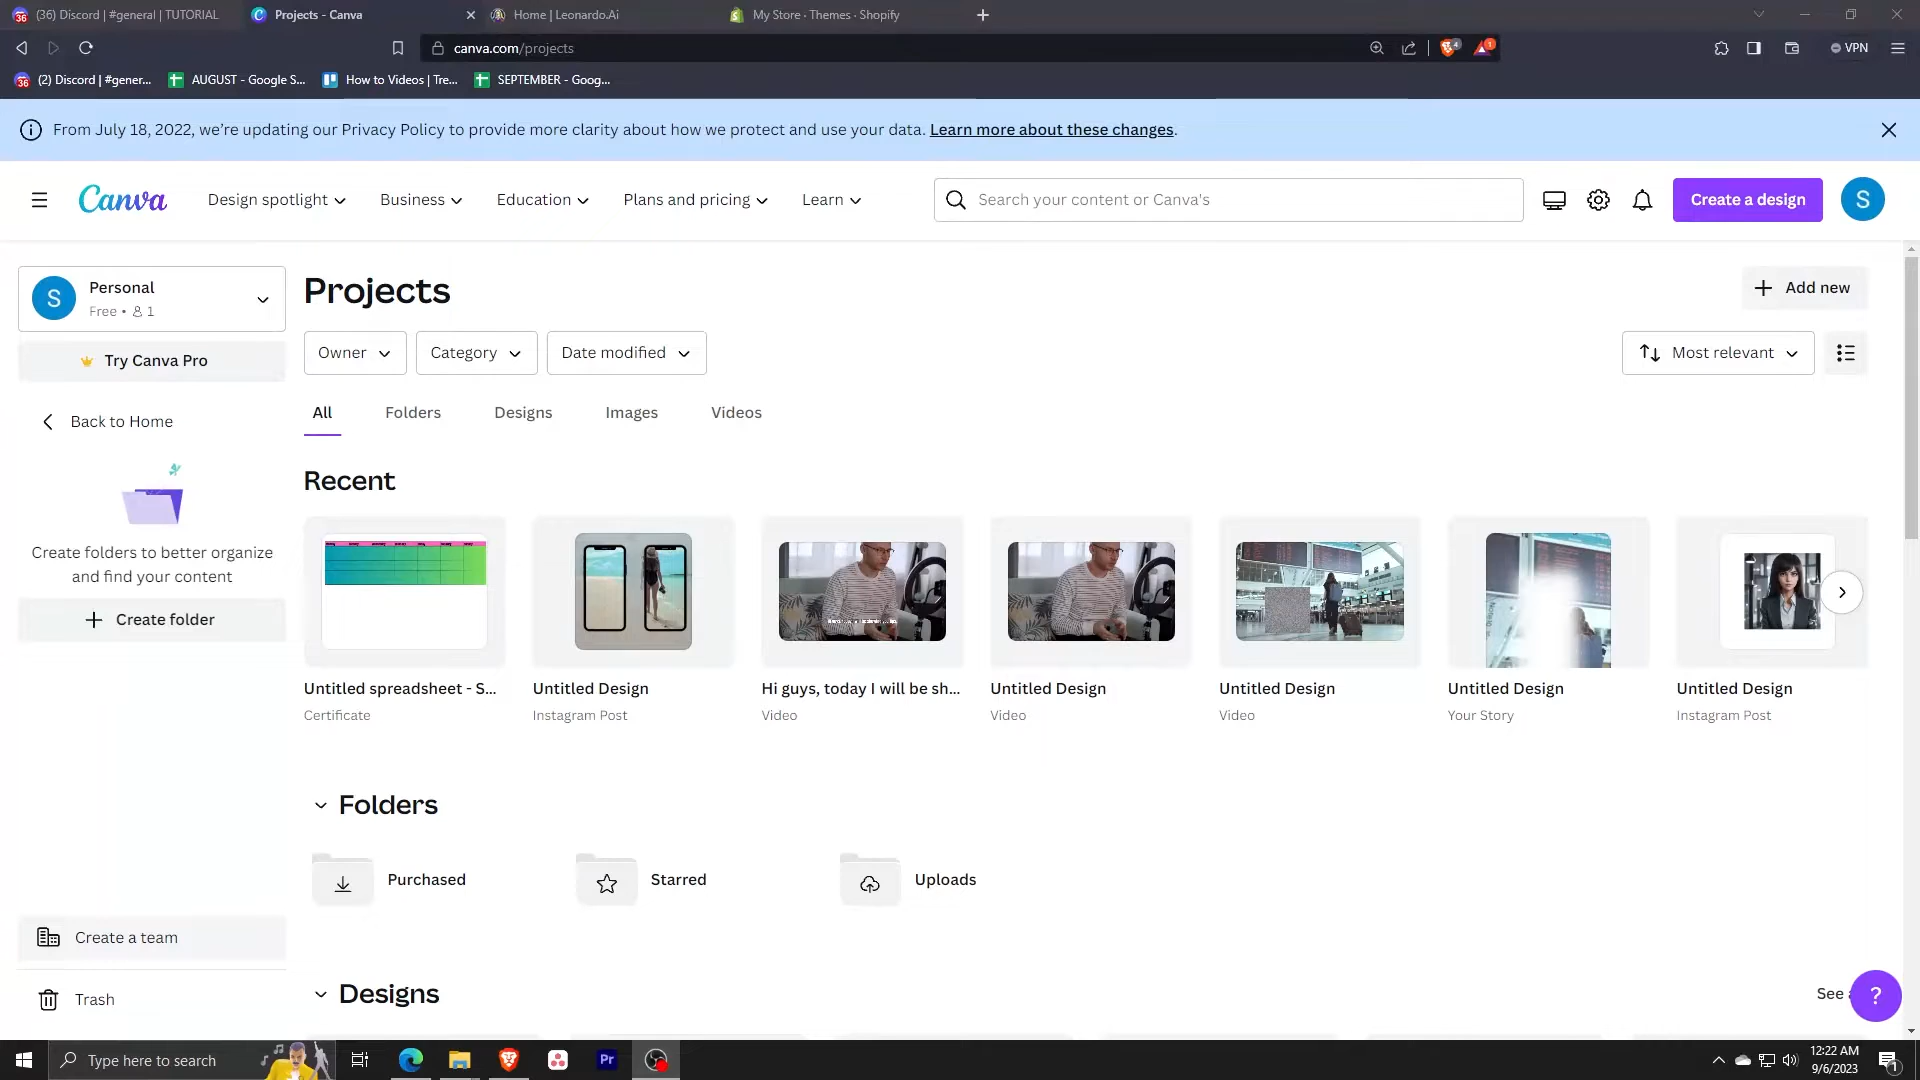 (36) Discord | #general | TUTORIAL
Projects - Canva
Home | Leonardo.Ai
My Store · Themes · Shopify
canva.com/projects
VPN
(2) Discord | #gener...
AUGUST - Google S...
How to Videos | Tre...
SEPTEMBER - Goog...
From July 18, 2022, we're updating our Privacy Policy to provide more clarity about how we protect and use your data. Learn more about these changes.
Canva
Design spotlight
Business
Education
Plans and pricing
Learn
Search your content or Canva's
Create a design
S
S
Personal
Free • 1
Try Canva Pro
Back to Home
Create folders to better organize
and find your content
Create folder
Create a team
Trash
Projects
Add new
Owner
Category
Date modified
Most relevant
All
Folders
Designs
Images
Videos
Recent
Untitled spreadsheet - S...
Certificate
Untitled Design
Instagram Post
Hi guys, today I will be sh...
Video
Untitled Design
Video
Untitled Design
Video
Untitled Design
Your Story
Untitled Design
Instagram Post
Folders
Purchased
Starred
Uploads
Designs
See
?
Type here to search
Pr
12:22 AM
9/6/2023
1